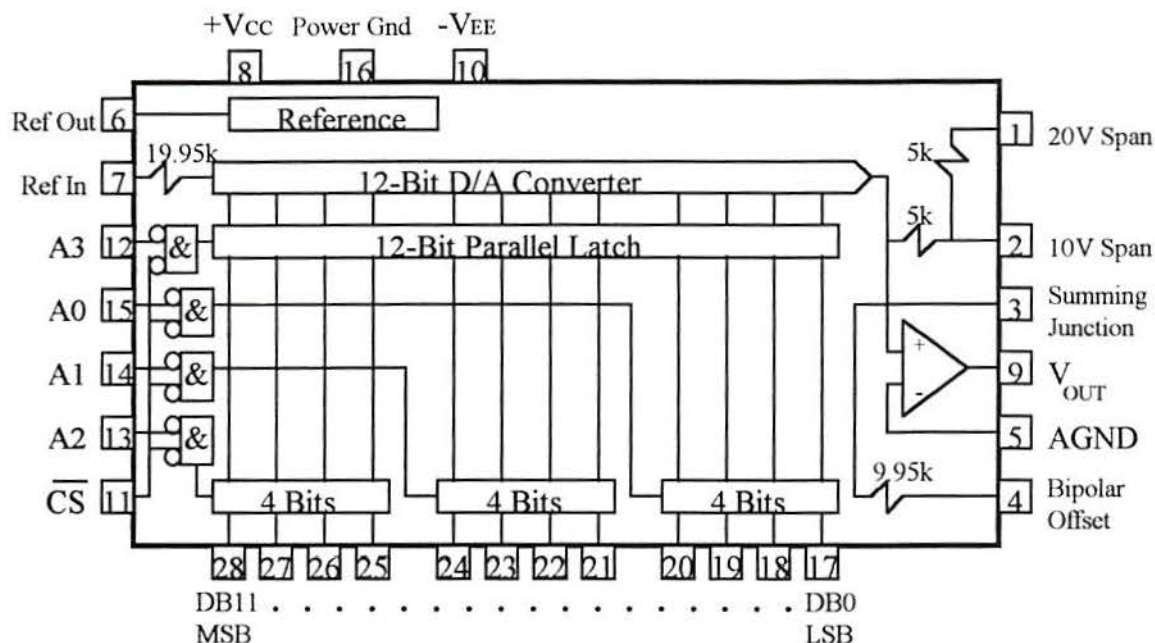 +VCC Power Gnd -VEE
8 16 10
Ref Out 6 Reference 1 20V Span
5k
19.95k
Ref In 7 12-Bit D/A Converter
5k
A3 12 & 12-Bit Parallel Latch 2 10V Span
A0 15 & 3 Summing Junction
+
A1 14 & 9 VOUT
-
A2 13 & 5 AGND
9.95k
CS 11 4 Bits 4 Bits 4 Bits 4 Bipolar Offset
28 27 26 25 24 23 22 21 20 19 18 17
DB11 . . . . . . . . . . . . . . . . . DB0
MSB LSB